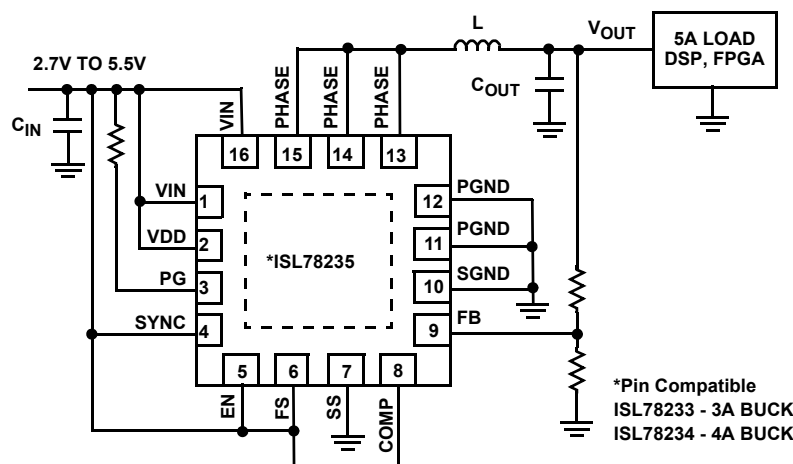 L
VOUT
5A LOAD
DSP, FPGA
2.7V TO 5.5V
COUT
CIN
VIN
PHASE
PHASE
PHASE
16
15
14
13
VIN
1
12
PGND
VDD
2
11
PGND
*ISL78235
PG
3
10
SGND
SYNC
4
9
FB
5
6
7
8
EN
FS
SS
COMP
*Pin Compatible
ISL78233 - 3A BUCK
ISL78234 - 4A BUCK